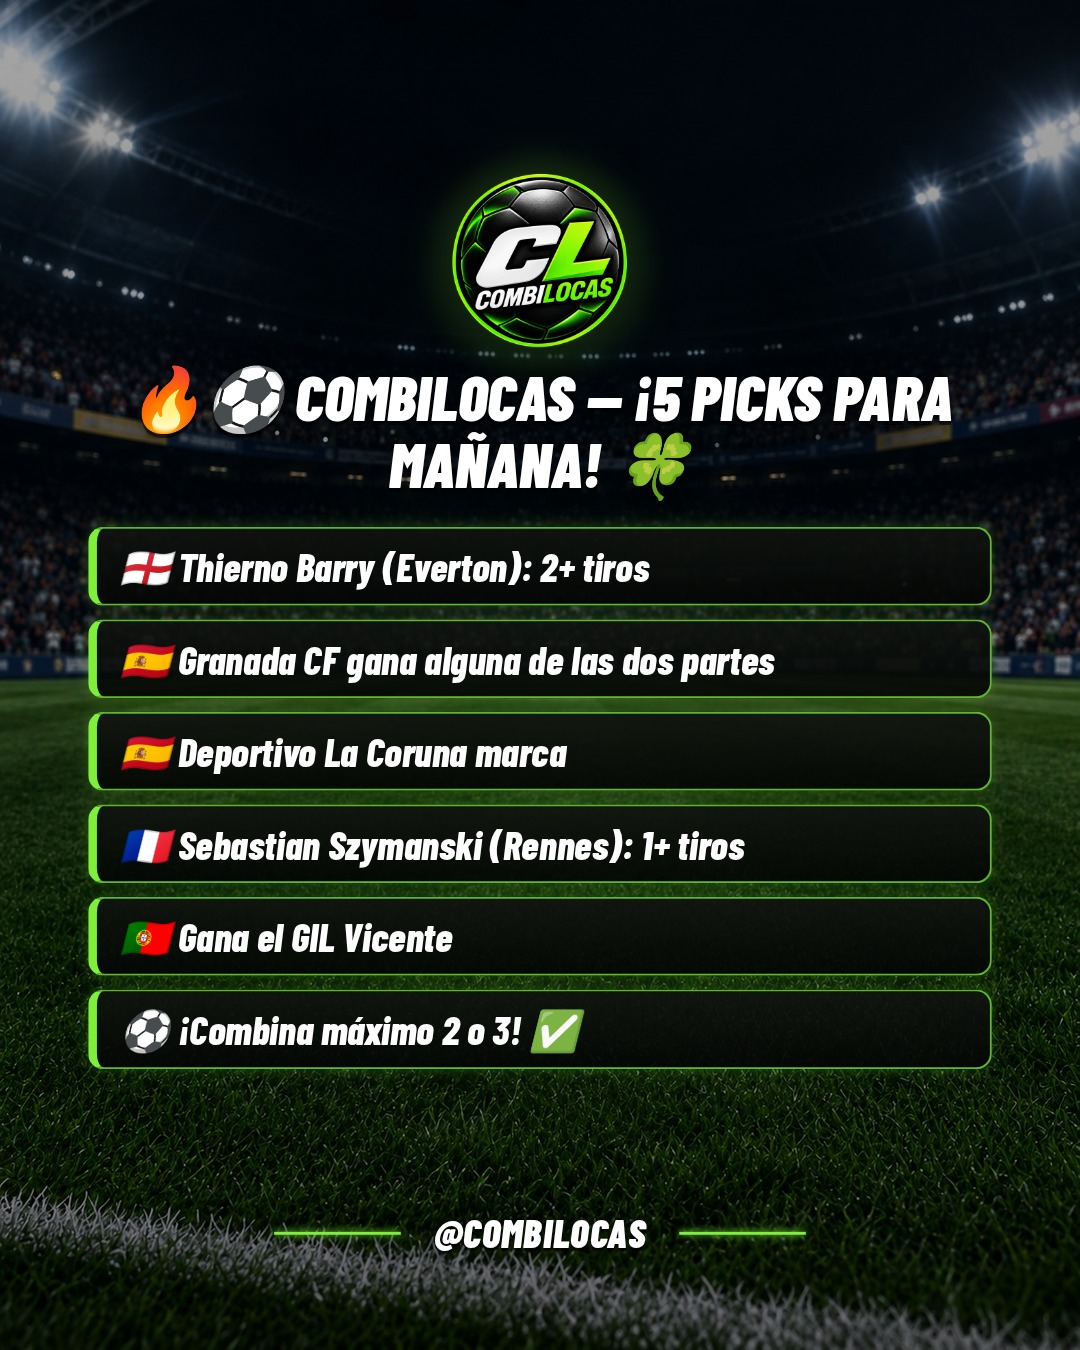 CL
COMBILOCAS
🔥⚽ COMBILOCAS – ¡5 PICKS PARA
MAÑANA! 🍀
🏴󠁧󠁢󠁥󠁮󠁧󠁿 Thierno Barry (Everton): 2+ tiros
🇪🇸 Granada CF gana alguna de las dos partes
🇪🇸 Deportivo La Coruna marca
🇫🇷 Sebastian Szymanski (Rennes): 1+ tiros
🇵🇹 Gana el GIL Vicente
⚽ ¡Combina máximo 2 o 3! ✅
@COMBILOCAS